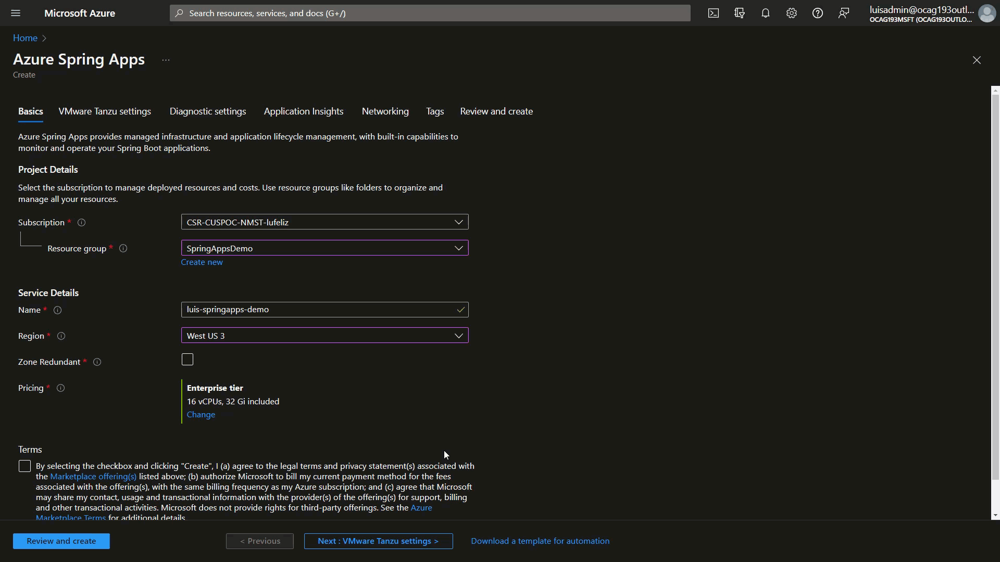 Microsoft Azure
Search resources, services, and docs (G+/)
luisadmin@ocag193outl...
OCAG193MSFT (OCAG193OUTLO...
Home >
Azure Spring Apps ...
Create
Basics VMware Tanzu settings Diagnostic settings Application Insights Networking Tags Review and create
Azure Spring Apps provides managed infrastructure and application lifecycle management, with built-in capabilities to
monitor and operate your Spring Boot applications.
Project Details
Select the subscription to manage deployed resources and costs. Use resource groups like folders to organize and
manage all your resources.
Subscription * CSR-CUSPOC-NMST-lufeliz
Resource group * SpringAppsDemo
Create new
Service Details
Name * luis-springapps-demo
Region * West US 3
Zone Redundant *
Pricing * Enterprise tier
16 vCPUs, 32 Gi included
Change
Terms
By selecting the checkbox and clicking "Create", I (a) agree to the legal terms and privacy statement(s) associated with
the Marketplace offering(s) listed above; (b) authorize Microsoft to bill my current payment method for the fees
associated with the offering(s), with the same billing frequency as my Azure subscription; and (c) agree that Microsoft
may share my contact, usage and transactional information with the provider(s) of the offering(s) for support, billing
and other transactional activities. Microsoft does not provide rights for third-party offerings. See the Azure
Marketplace Terms for additional details.
Review and create < Previous Next : VMware Tanzu settings > Download a template for automation